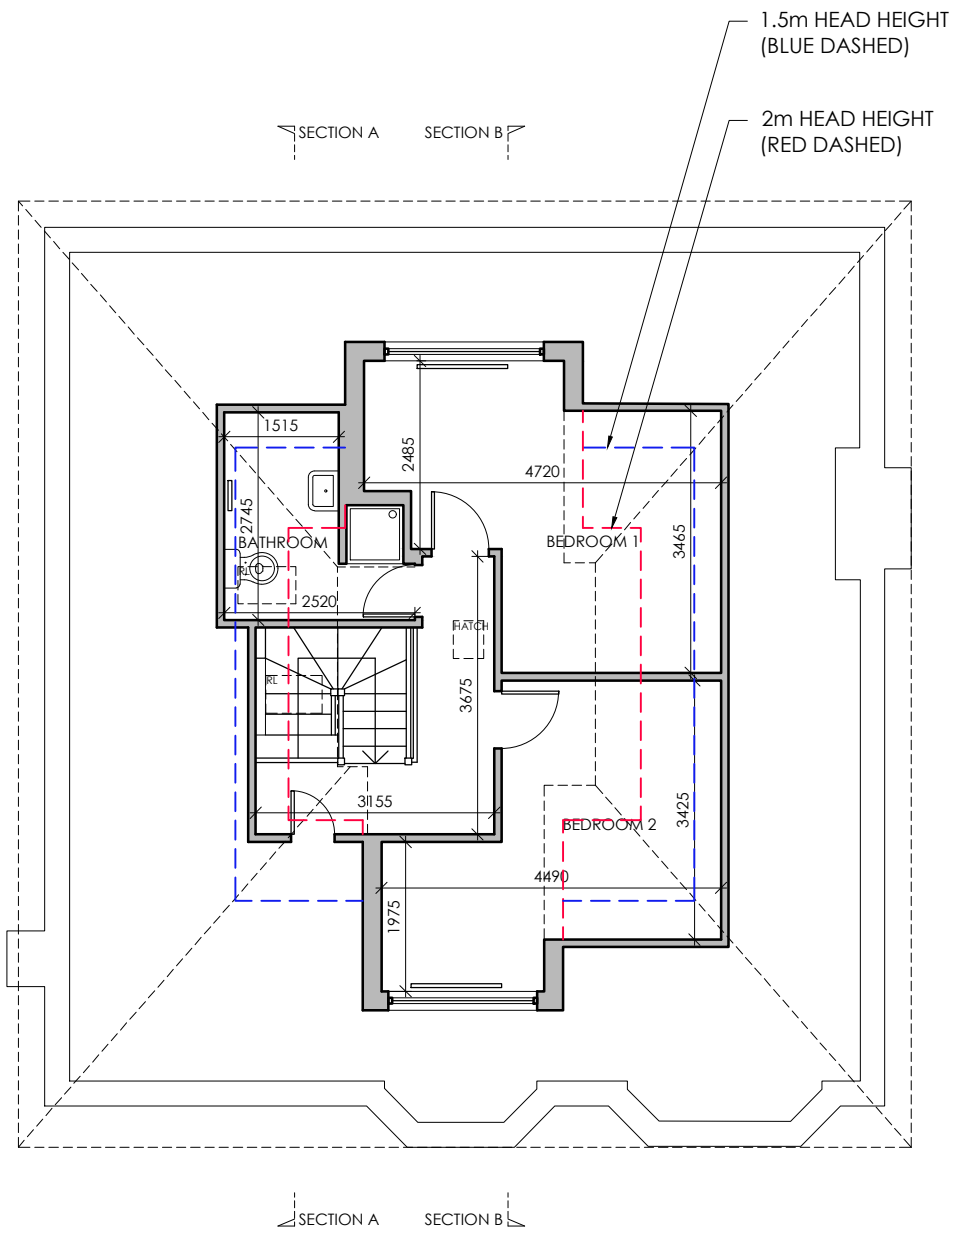 1.5m HEAD HEIGHT
(BLUE DASHED)
2m HEAD HEIGHT
(RED DASHED)
SECTION A
SECTION B
1515
2485
4720
2745
3465
BATHROOM
BEDROOM 1
RL
2520
HATCH
RL
3675
3155
3425
BEDROOM 2
4490
1975
SECTION A
SECTION B